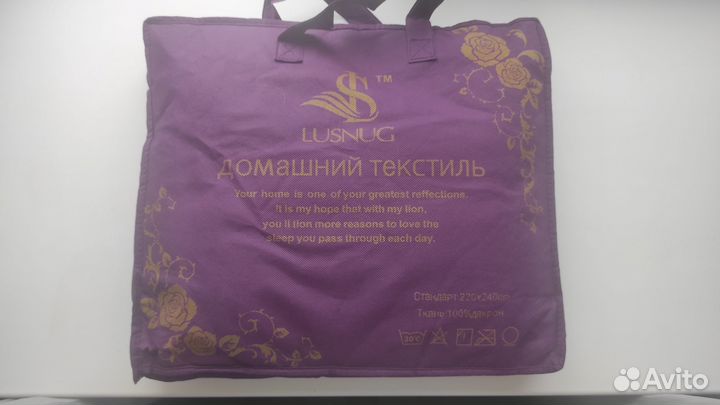 TM
LUSNUG
Домашний текстиль
Your home is one of your greatest reffections.
It is my hope that with my lion,
you ll lion more reasons to love the
sleep you pass through each day.
Стандарт:220x240cm
Ткань:100%дакрон
30°C
Avito